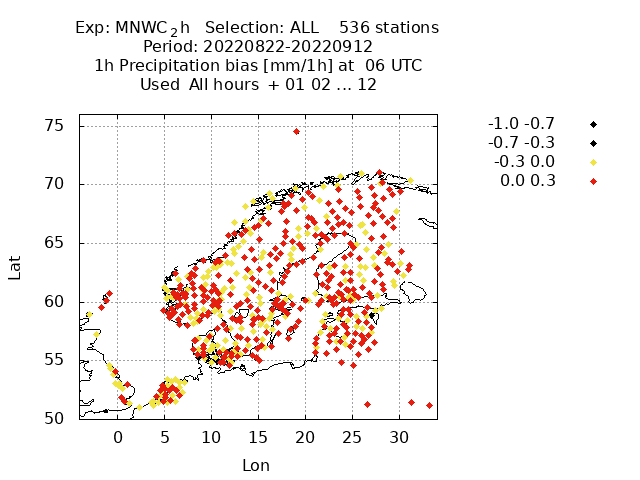 Exp: MNWC_2h Selection: ALL 536 stations
Period: 20220822-20220912
1h Precipitation bias [mm/1h] at 06 UTC
Used All hours + 01 02 ... 12
-1.0 -0.7
-0.7 -0.3
-0.3 0.0
0.0 0.3
75
70
65
60
55
50
Lat
0 5 10 15 20 25 30
Lon